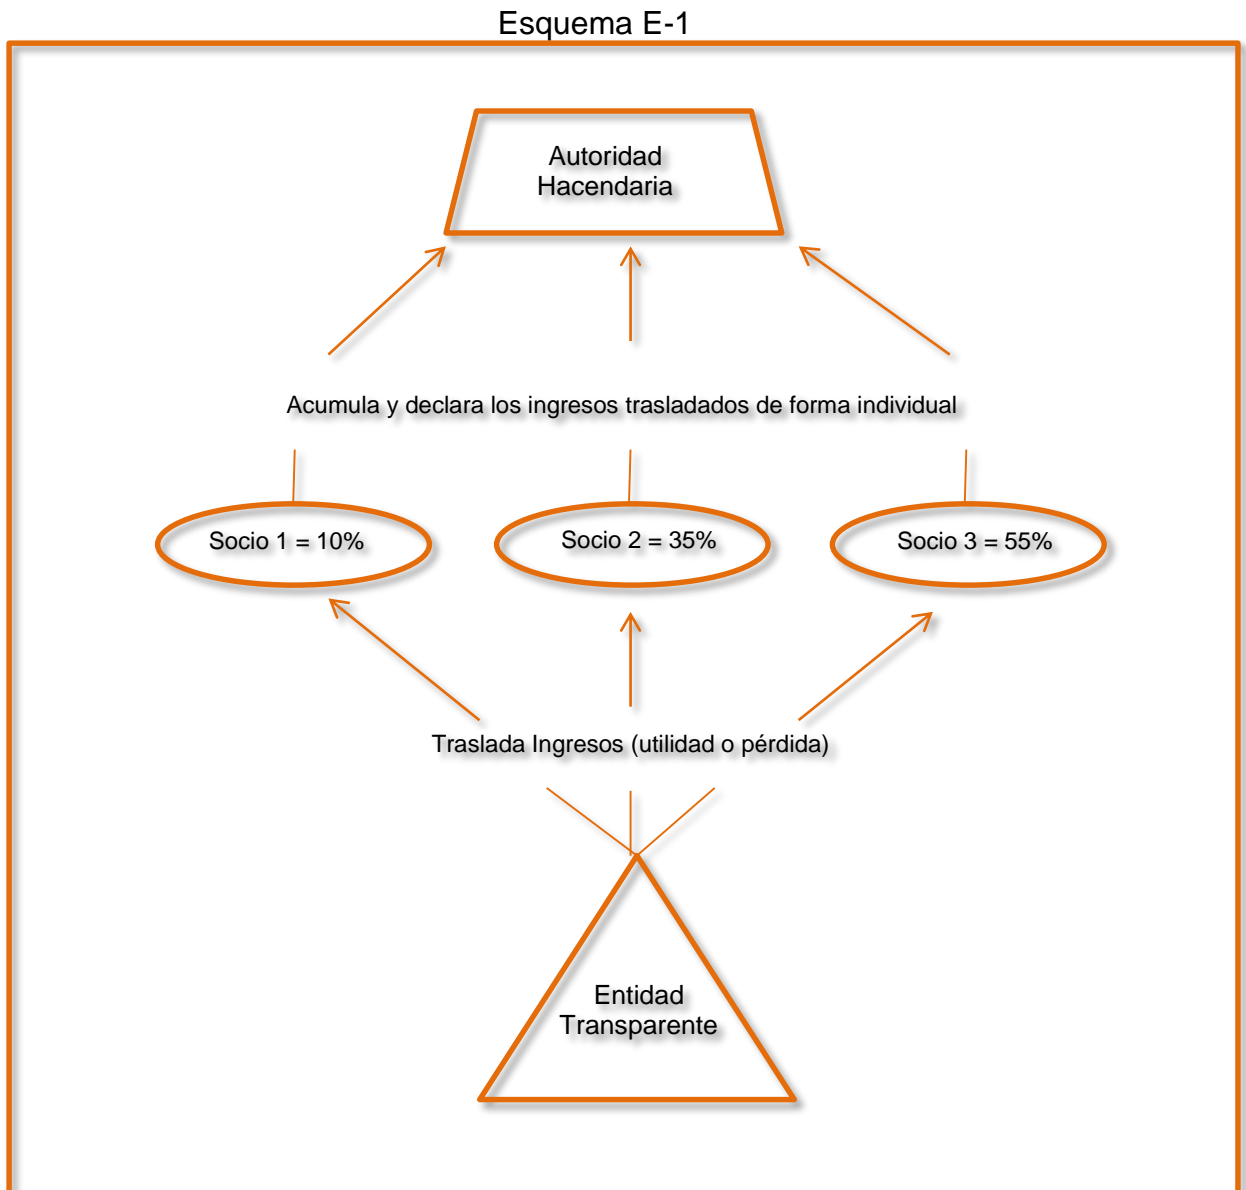 Esquema E-1
Autoridad
Hacendaria
Acumula y declara los ingresos trasladados de forma individual
Socio 1 = 10%
Socio 2 = 35%
Socio 3 = 55%
Traslada Ingresos (utilidad o pérdida)
Entidad
Transparente